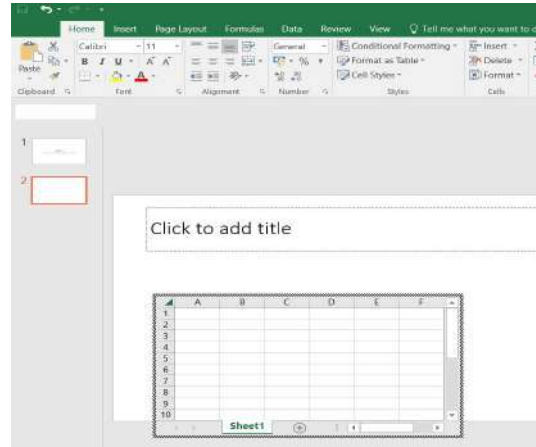 Home Insert Page Layout Formulas Data Review View Tell me what you want to d
Calibri 11 General Conditional Formatting Insert
Paste B I U A A % Format as Table Delete
A Cell Styles Format
Clipboard Font Alignment Number Styles Cells
1
2
Click to add title
A B C D E F
1
2
3
4
5
6
7
8
9
10
Sheet1